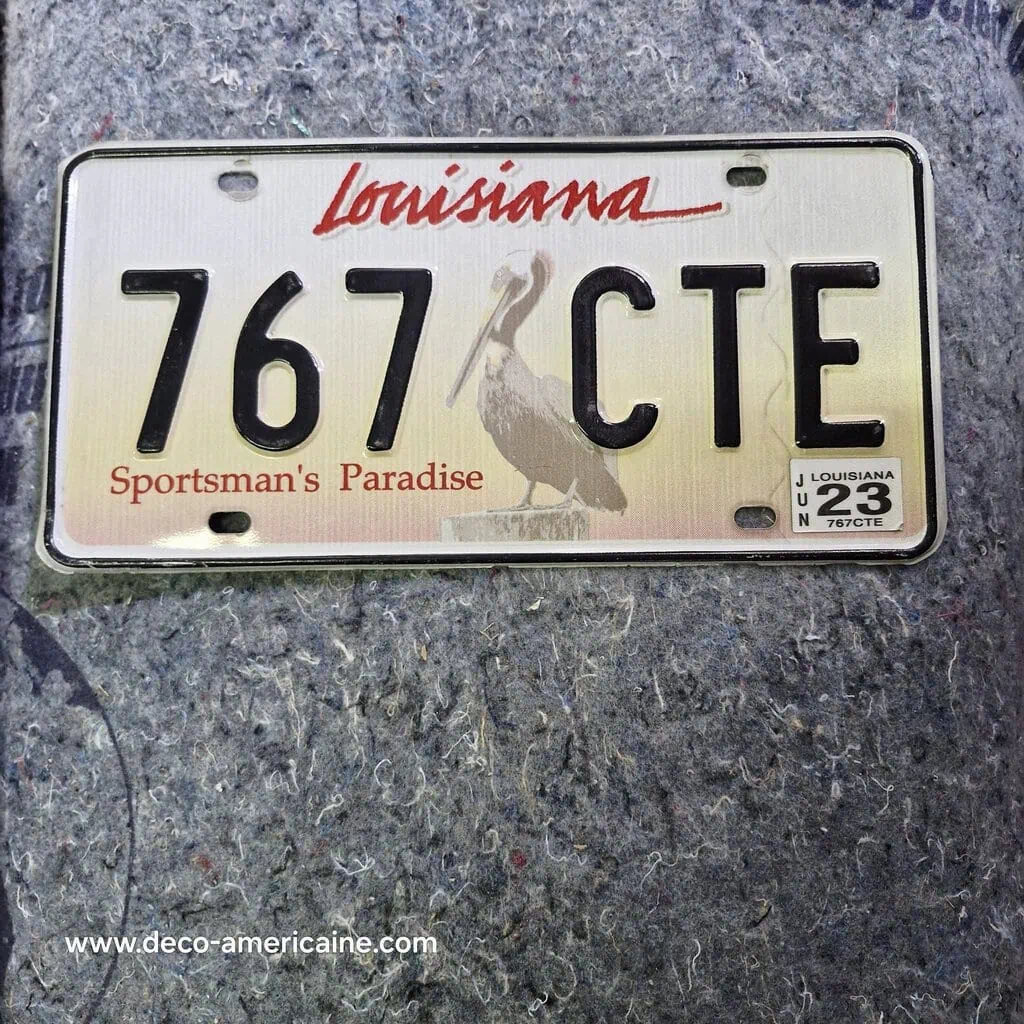 Louisiana
767 CTE
Sportsman's Paradise
JUN
LOUISIANA
23
767CTE
www.deco-americaine.com